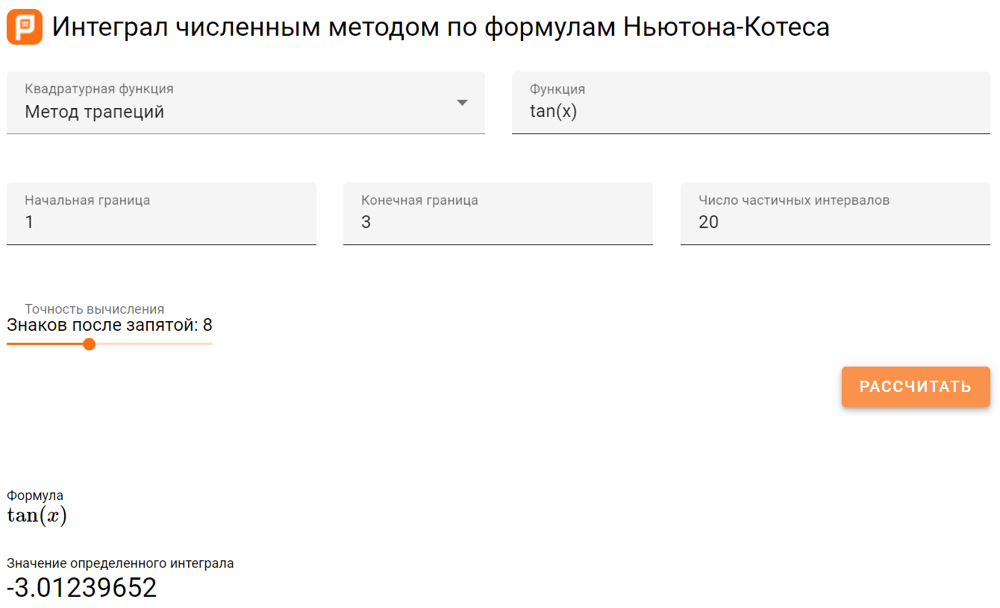 Интеграл численным методом по формулам Ньютона-Котеса
Квадратурная функция
Метод трапеций
Функция
tan(x)
Начальная граница
1
Конечная граница
3
Число частичных интервалов
20
Точность вычисления
Знаков после запятой: 8
РАССЧИТАТЬ
Формула
tan(x)
Значение определенного интеграла
-3.01239652